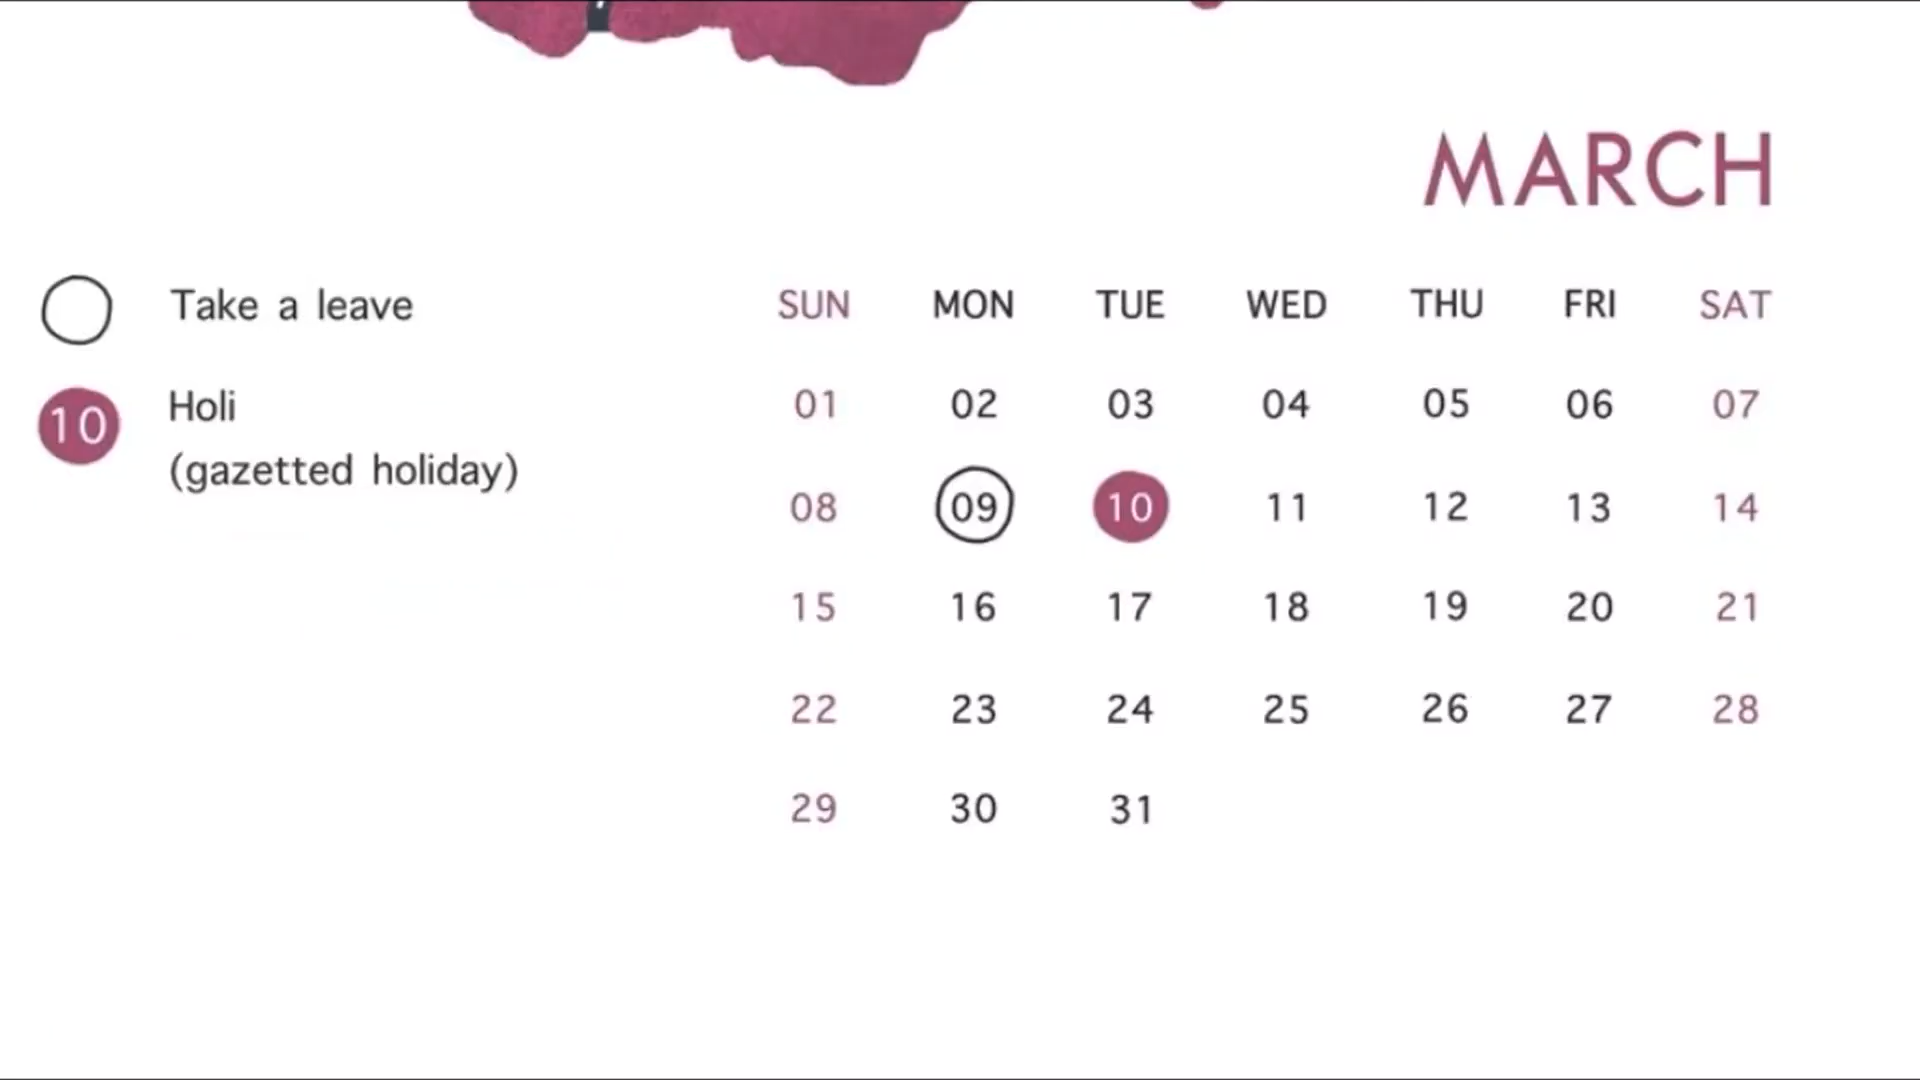 MARCH
Take a leave
10 Holi
(gazetted holiday)
SUN MON TUE WED THU FRI SAT
01 02 03 04 05 06 07
08 09 10 11 12 13 14
15 16 17 18 19 20 21
22 23 24 25 26 27 28
29 30 31